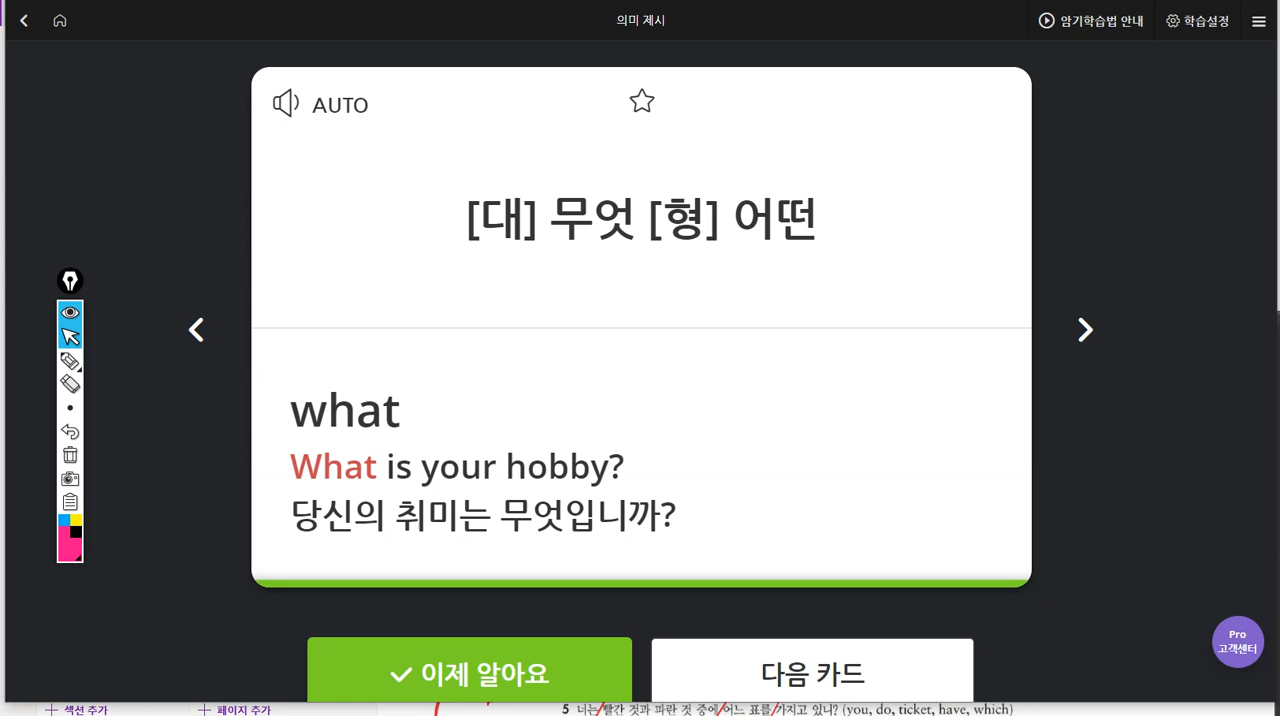 의미 제시
암기학습법 안내
학습설정
AUTO
[대] 무엇 [형] 어떤
what
What is your hobby?
당신의 취미는 무엇입니까?
이제 알아요
다음 카드
Pro
고객센터
섹션 추가
페이지 추가
5 너는 빨간 것과 파란 것 중에 어느 표를 가지고 있니? (you, do, ticket, have, which)